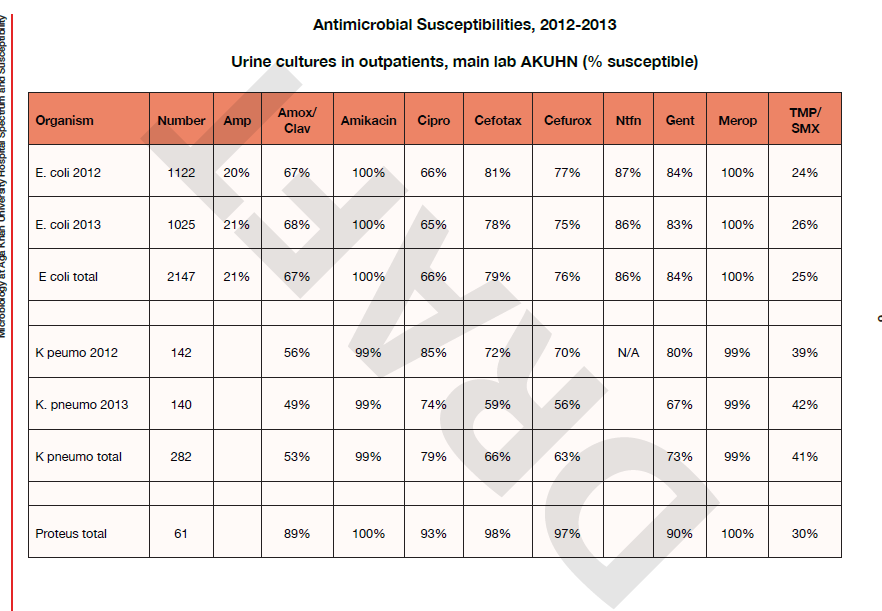 Microbiology at Aga Khan University Hospital Spectrum and Susceptibility
Antimicrobial Susceptibilities, 2012-2013
Urine cultures in outpatients, main lab AKUHN (% susceptible)
Organism Number Amp Amox/ Clav Amikacin Cipro Cefotax Cefurox Ntfn Gent Merop TMP/ SMX
E. coli 2012 1122 20% 67% 100% 66% 81% 77% 87% 84% 100% 24%
E. coli 2013 1025 21% 68% 100% 65% 78% 75% 86% 83% 100% 26%
E coli total 2147 21% 67% 100% 66% 79% 76% 86% 84% 100% 25%
K peumo 2012 142 56% 99% 85% 72% 70% N/A 80% 99% 39%
K. pneumo 2013 140 49% 99% 74% 59% 56% 67% 99% 42%
K pneumo total 282 53% 99% 79% 66% 63% 73% 99% 41%
Proteus total 61 89% 100% 93% 98% 97% 90% 100% 30%
DRAFT